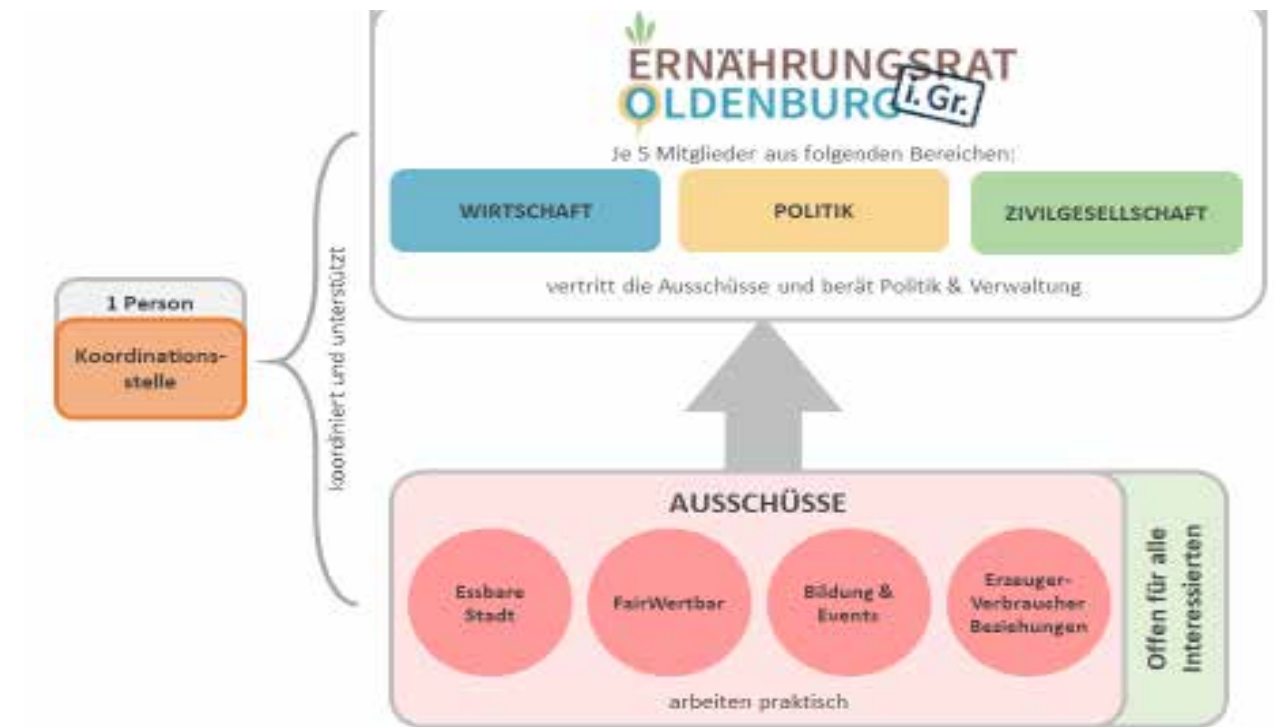 ERNÄHRUNGSRAT
OLDENBURG
i. Gr.
Je 5 Mitglieder aus folgenden Bereichen:
WIRTSCHAFT
POLITIK
ZIVILGESELLSCHAFT
vertritt die Ausschüsse und berät Politik & Verwaltung
1 Person
Koordinations-
stelle
koordiniert und unterstützt
AUSSCHÜSSE
Essbare
Stadt
FairWertbar
Bildung &
Events
Erzeuger-
Verbraucher
Beziehungen
arbeiten praktisch
Offen für alle
Interessierten